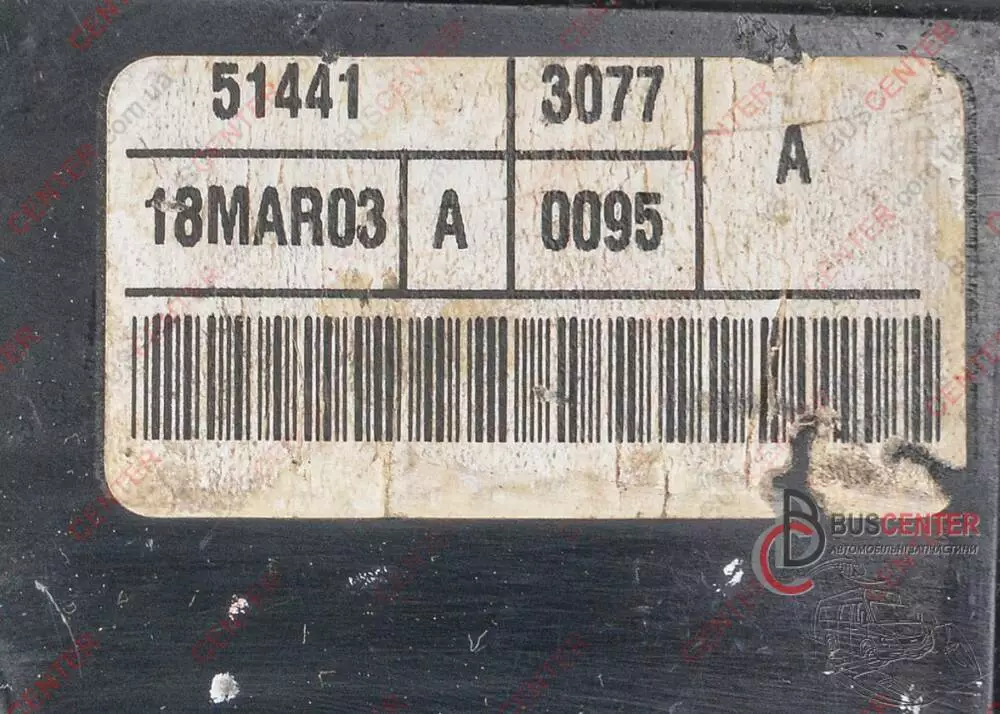 51441 3077 A
18MAR03 A 0095
BUSCENTER
АВТОМОБІЛЬНІ ЗАПЧАСТИНИ